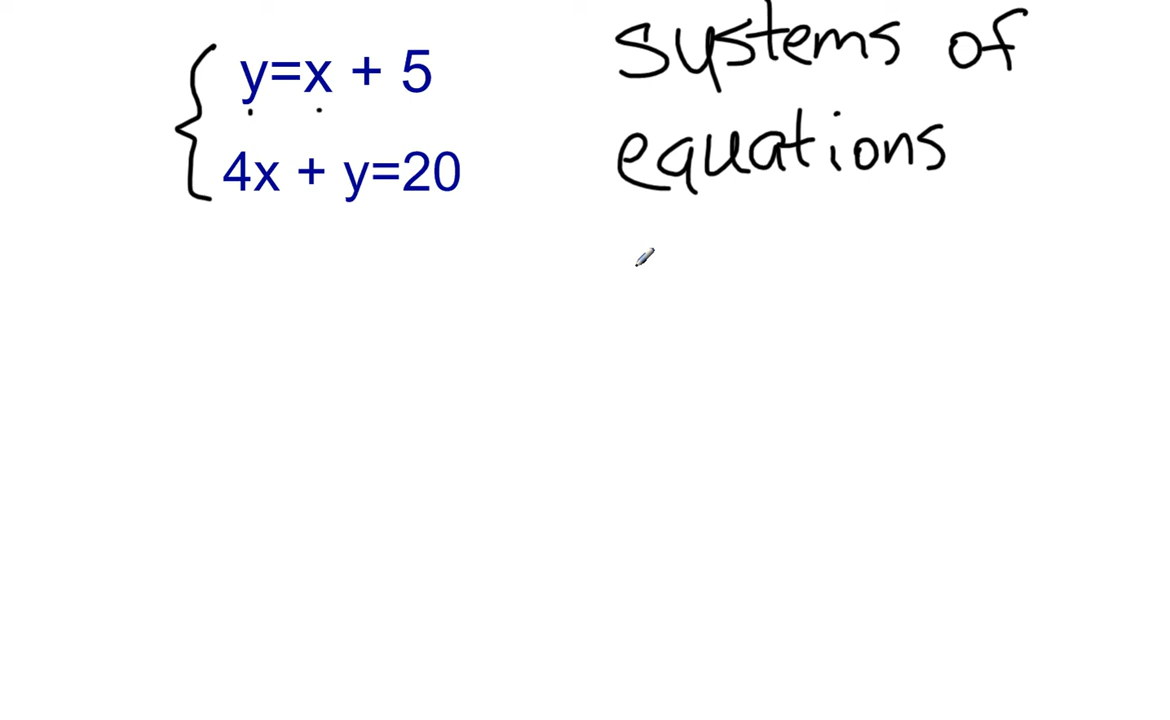 y=x + 5
4x + y=20
systems of
equations